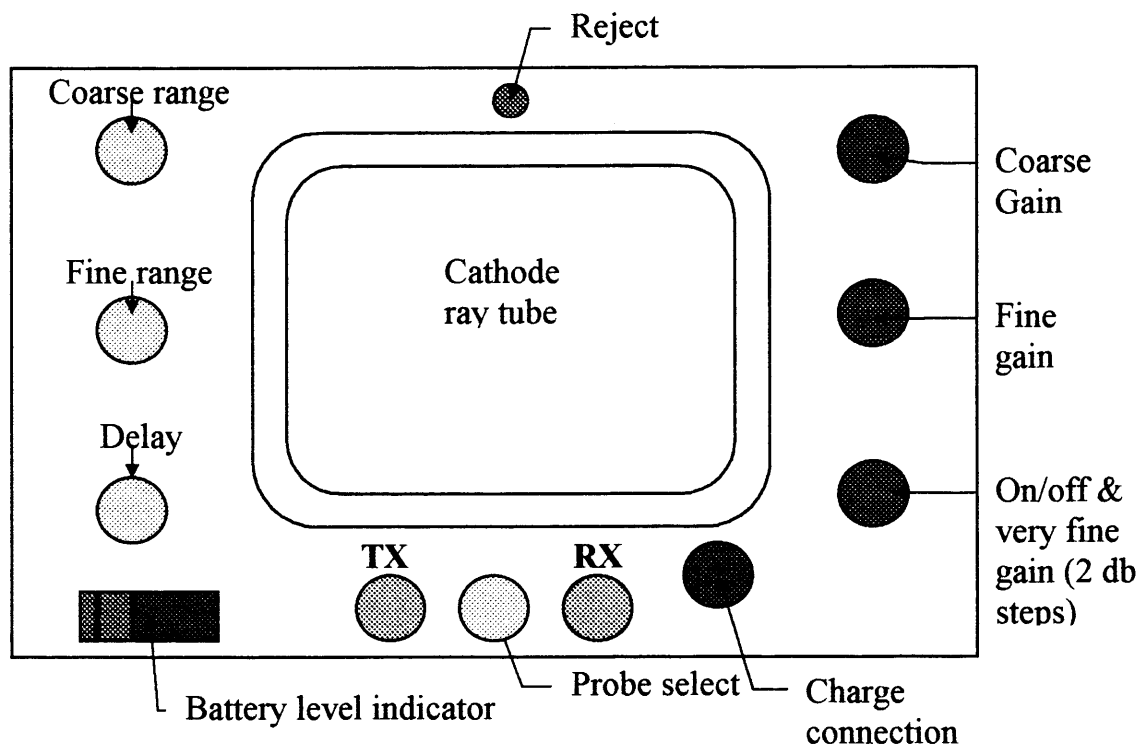 Reject
Coarse range
Coarse
Gain
Fine range
Cathode
ray tube
Fine
gain
Delay
On/off &
very fine
gain (2 db
steps)
TX
RX
Probe select
Battery level indicator
Charge
connection